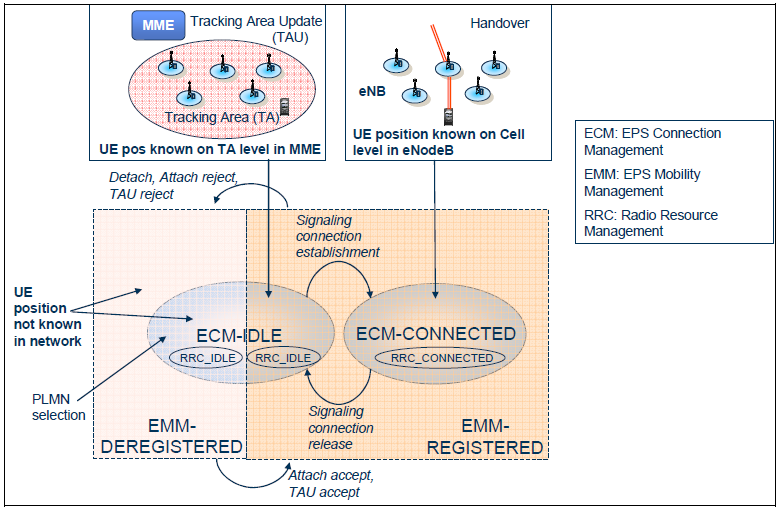 MME
Tracking Area Update
(TAU)
Tracking Area (TA)
UE pos known on TA level in MME
Handover
eNB
UE position known on Cell
level in eNodeB
ECM: EPS Connection
Management
EMM: EPS Mobility
Management
RRC: Radio Resource
Management
Detach, Attach reject,
TAU reject
Signaling
connection
establishment
UE
position
not known
in network
ECM-IDLE
RRC_IDLE
RRC_IDLE
ECM-CONNECTED
RRC_CONNECTED
PLMN
selection
Signaling
connection
release
EMM-
DEREGISTERED
EMM-
REGISTERED
Attach accept,
TAU accept